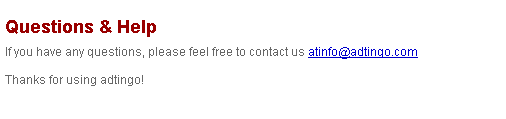 Questions & Help
If you have any questions, please feel free to contact us atinfo@adtingo.com
Thanks for using adtingo!